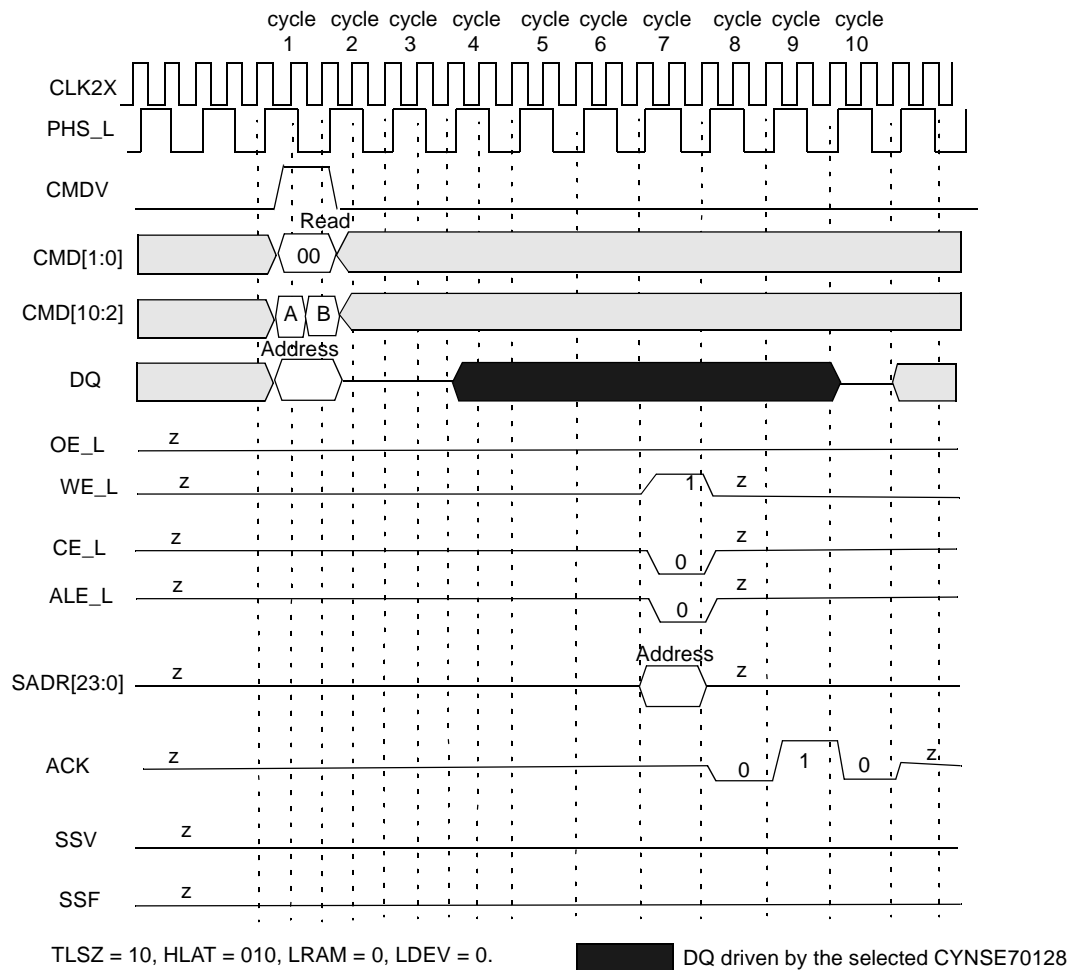 cycle cycle cycle cycle cycle cycle cycle cycle cycle cycle
1 2 3 4 5 6 7 8 9 10
CLK2X
PHS_L
CMDV
Read
CMD[1:0] 00
CMD[10:2] A B
Address
DQ
OE_L z
WE_L z 1 z
CE_L z 0 z
ALE_L z 0 z
Address
SADR[23:0] z z
ACK z 0 1 0 z
SSV z
SSF z
TLSZ = 10, HLAT = 010, LRAM = 0, LDEV = 0. DQ driven by the selected CYNSE70128